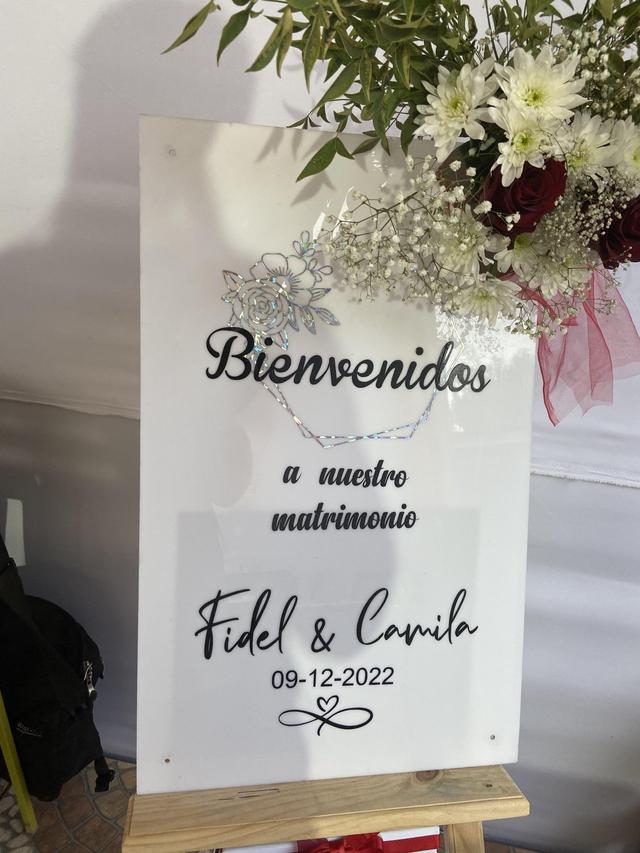 Bienvenidos
a nuestro
matrimonio
Fidel & Camila
09-12-2022